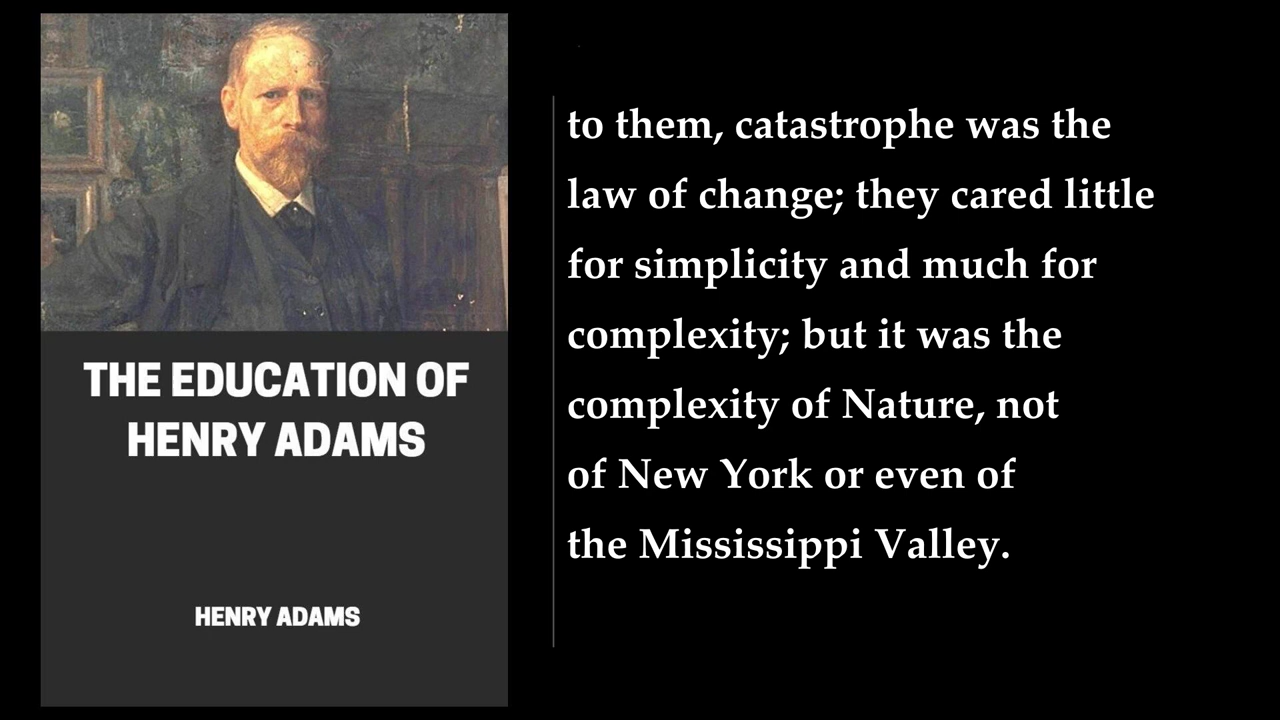 THE EDUCATION OF
HENRY ADAMS
HENRY ADAMS
to them, catastrophe was the
law of change; they cared little
for simplicity and much for
complexity; but it was the
complexity of Nature, not
of New York or even of
the Mississippi Valley.